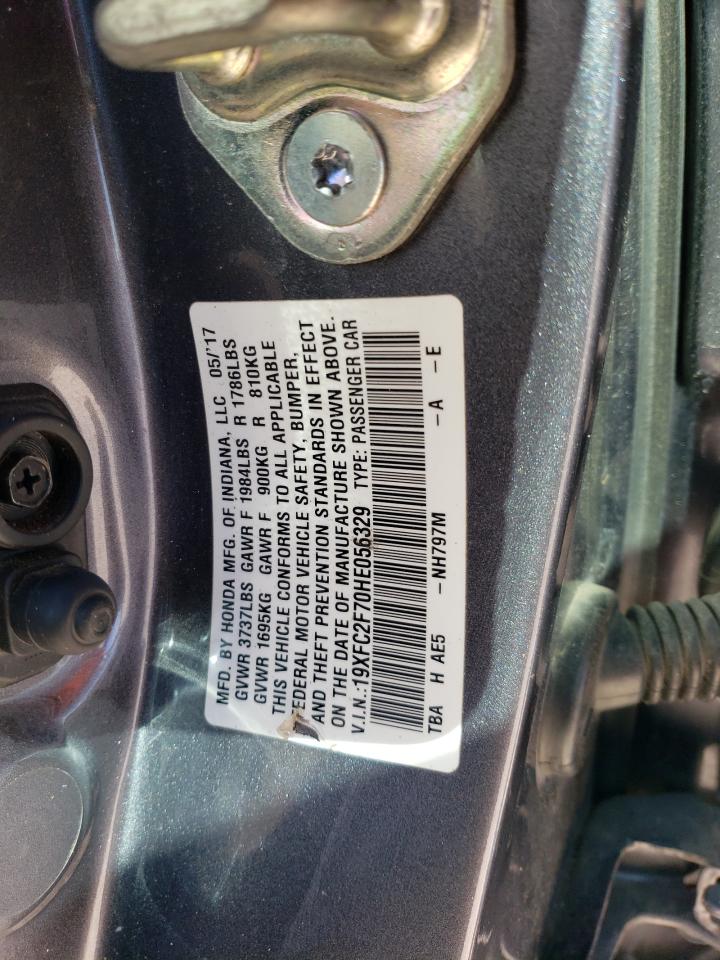 MFD. BY HONDA MFG. OF INDIANA, LLC 05/'17
GVWR 3737LBS GAWR F 1984LBS R 1786LBS
GVWR 1695KG GAWR F 900KG R 810KG
THIS VEHICLE CONFORMS TO ALL APPLICABLE
FEDERAL MOTOR VEHICLE SAFETY, BUMPER,
AND THEFT PREVENTION STANDARDS IN EFFECT
ON THE DATE OF MANUFACTURE SHOWN ABOVE.
V.I.N.:19XFC2F70HE056329 TYPE: PASSENGER CAR
TBA H AE5 -NH797M -A -E